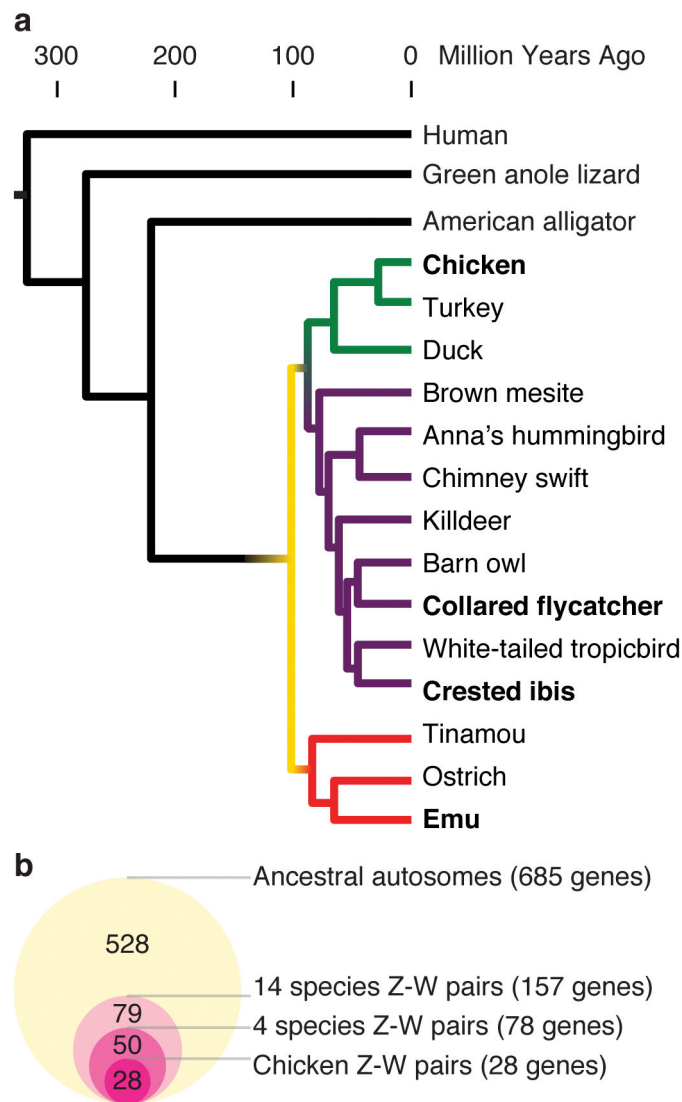 a
300 200 100 0 Million Years Ago
Human
Green anole lizard
American alligator
Chicken
Turkey
Duck
Brown mesite
Anna's hummingbird
Chimney swift
Killdeer
Barn owl
Collared flycatcher
White-tailed tropicbird
Crested ibis
Tinamou
Ostrich
Emu
b
Ancestral autosomes (685 genes)
528
14 species Z-W pairs (157 genes)
79
4 species Z-W pairs (78 genes)
50
Chicken Z-W pairs (28 genes)
28